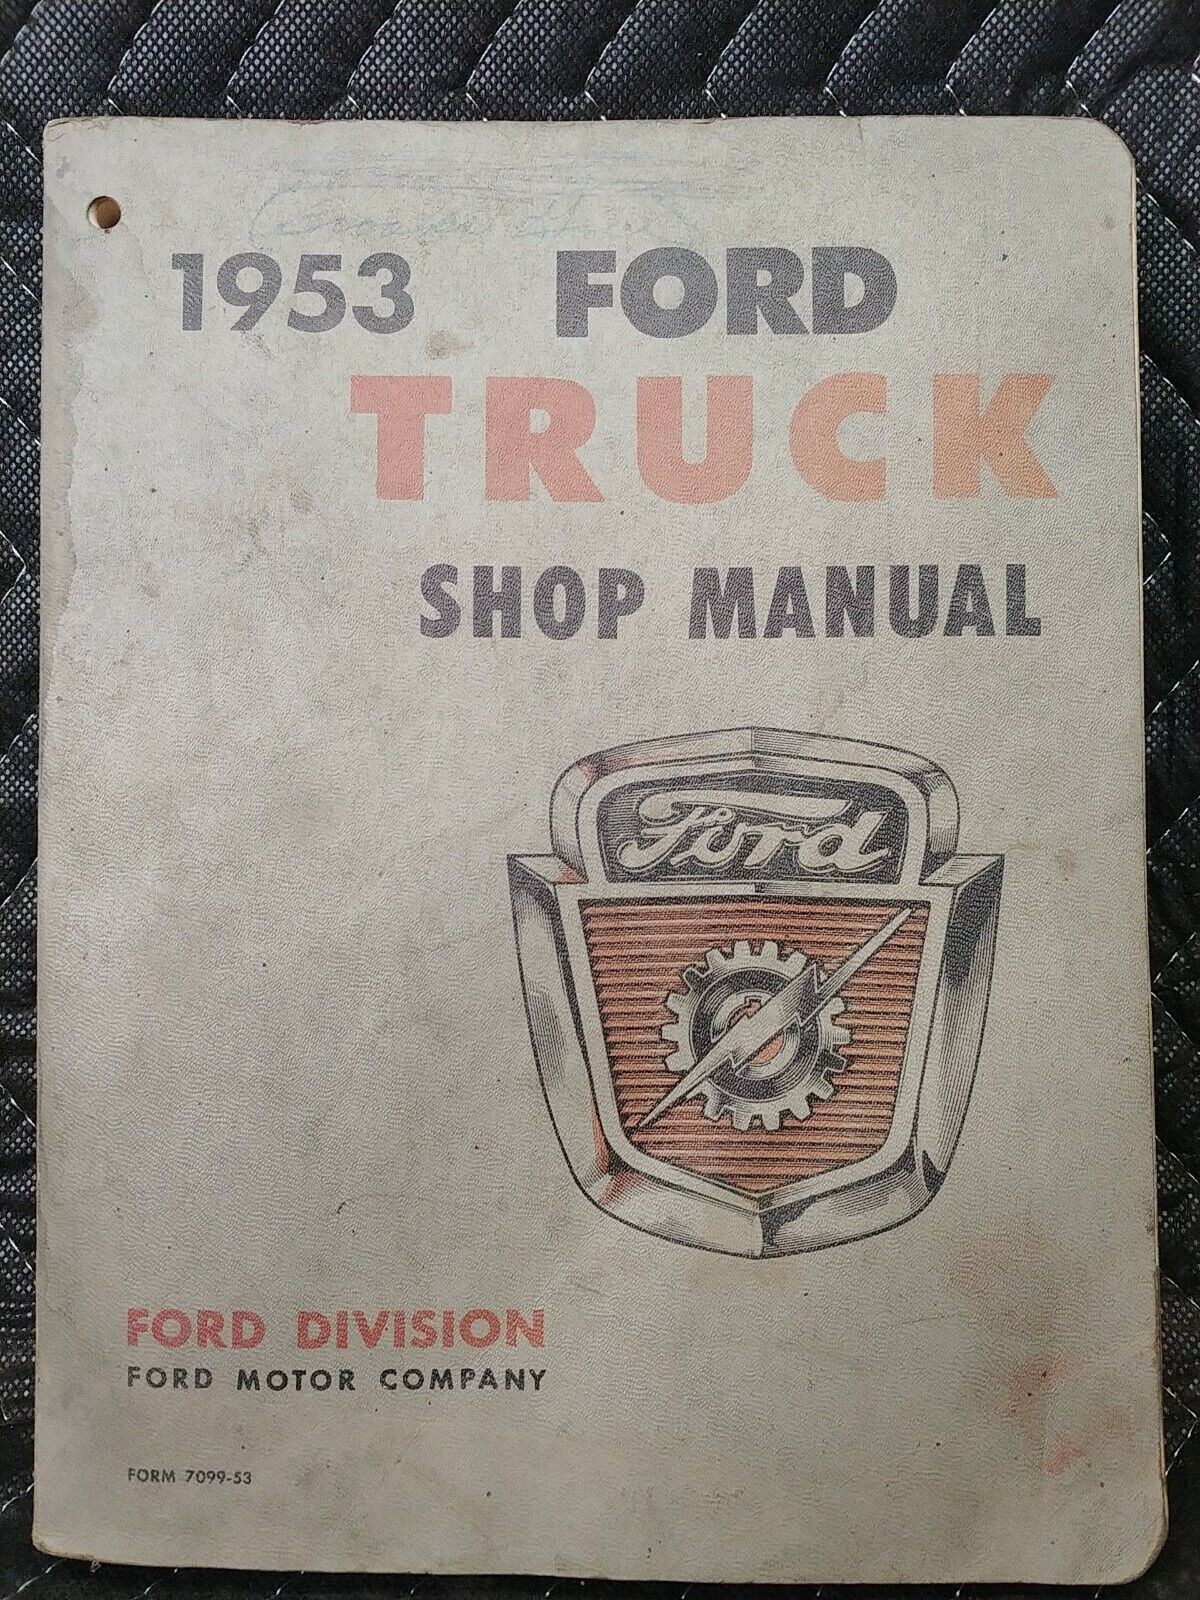 1953 FORD
TRUCK
SHOP MANUAL
Ford
FORD DIVISION
FORD MOTOR COMPANY
FORM 7099-53